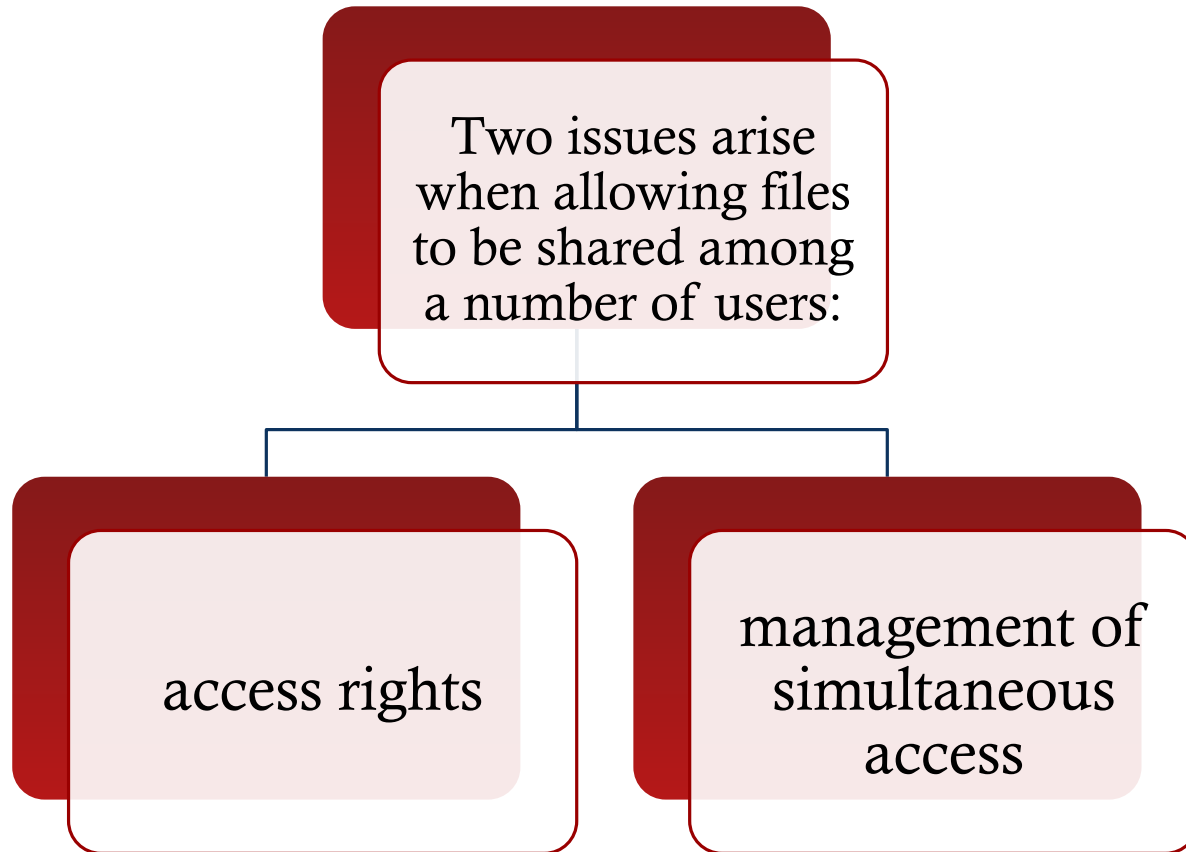 Two issues arise
when allowing files
to be shared among
a number of users:
access rights
management of
simultaneous
access